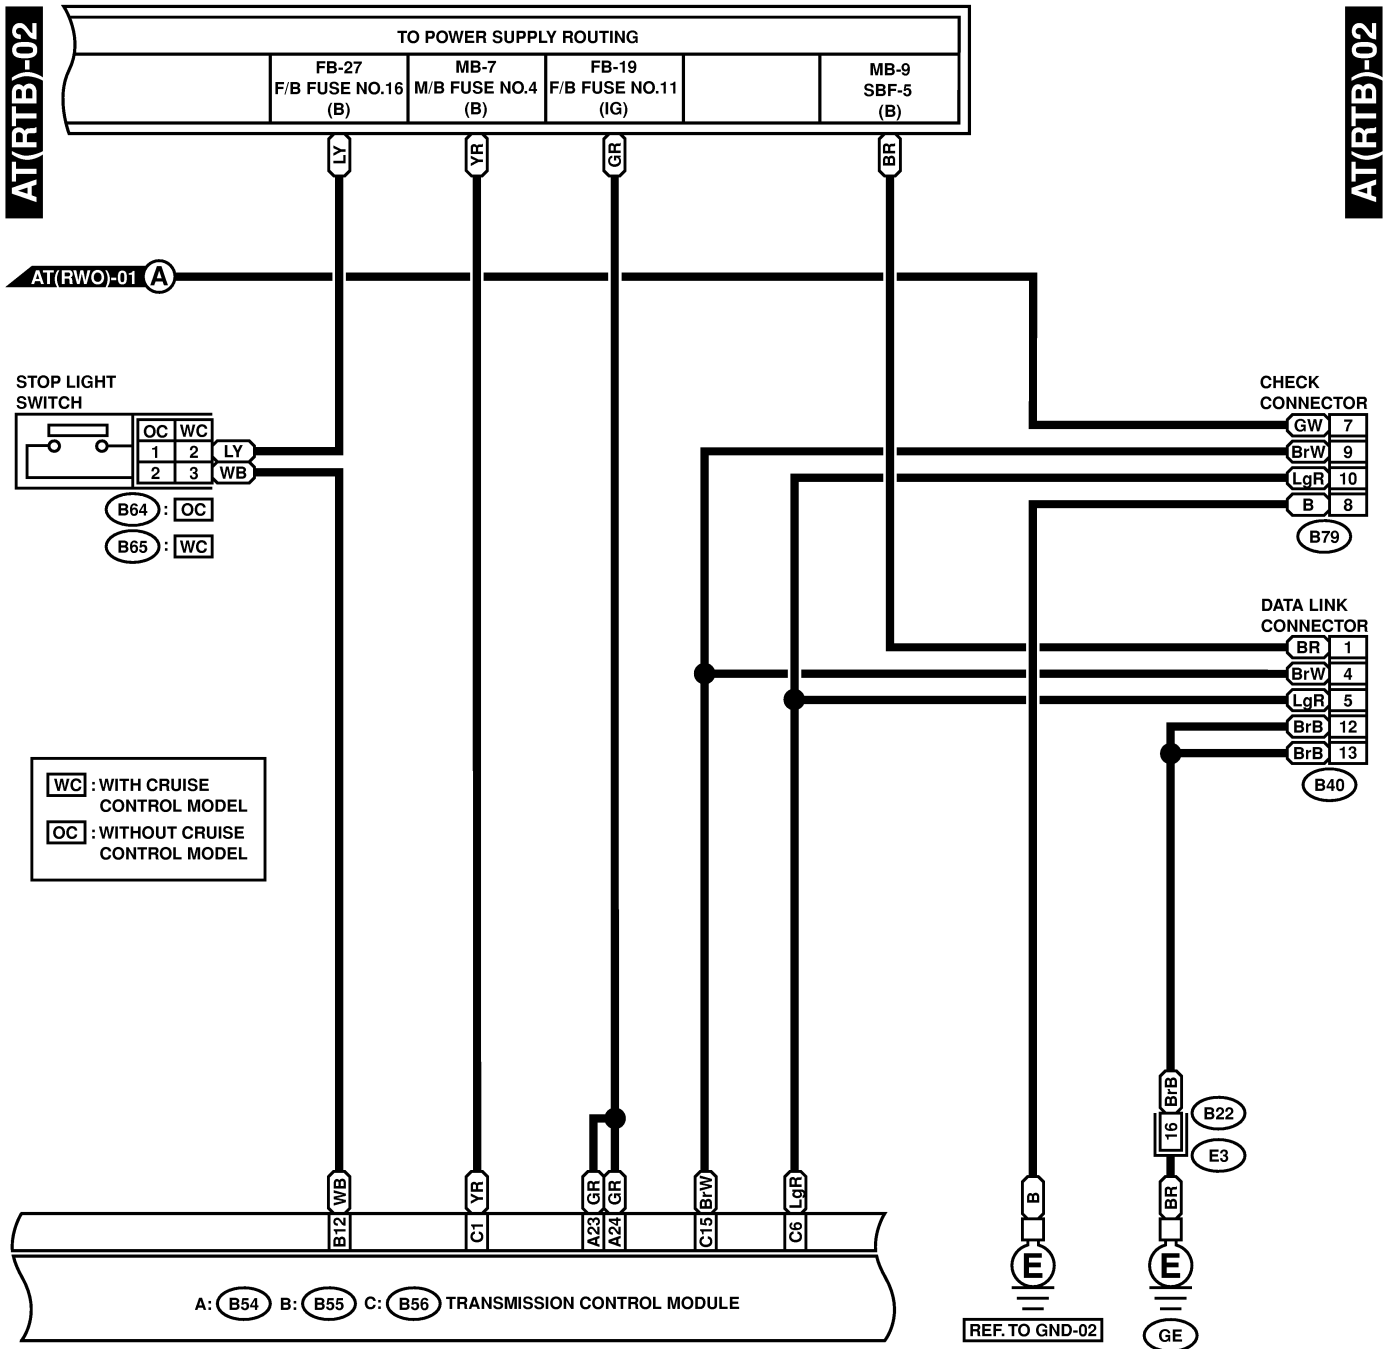 AT(RTB)-02
AT(RTB)-02
TO POWER SUPPLY ROUTING
FB-27
F/B FUSE NO.16
(B)
MB-7
M/B FUSE NO.4
(B)
FB-19
F/B FUSE NO.11
(IG)
MB-9
SBF-5
(B)
LY
YR
GR
BR
AT(RWO)-01 A
STOP LIGHT
SWITCH
OC WC
1 2 LY
2 3 WB
B64 : OC
B65 : WC
CHECK
CONNECTOR
GW 7
BrW 9
LgR 10
B 8
B79
DATA LINK
CONNECTOR
BR 1
BrW 4
LgR 5
BrB 12
BrB 13
B40
WC : WITH CRUISE
CONTROL MODEL
OC : WITHOUT CRUISE
CONTROL MODEL
BrB
16
B22
E3
BR
WB
YR
GR
GR
BrW
LgR
B
B12
C1
A23
A24
C15
C6
E
E
A: B54 B: B55 C: B56 TRANSMISSION CONTROL MODULE
REF. TO GND-02
GE